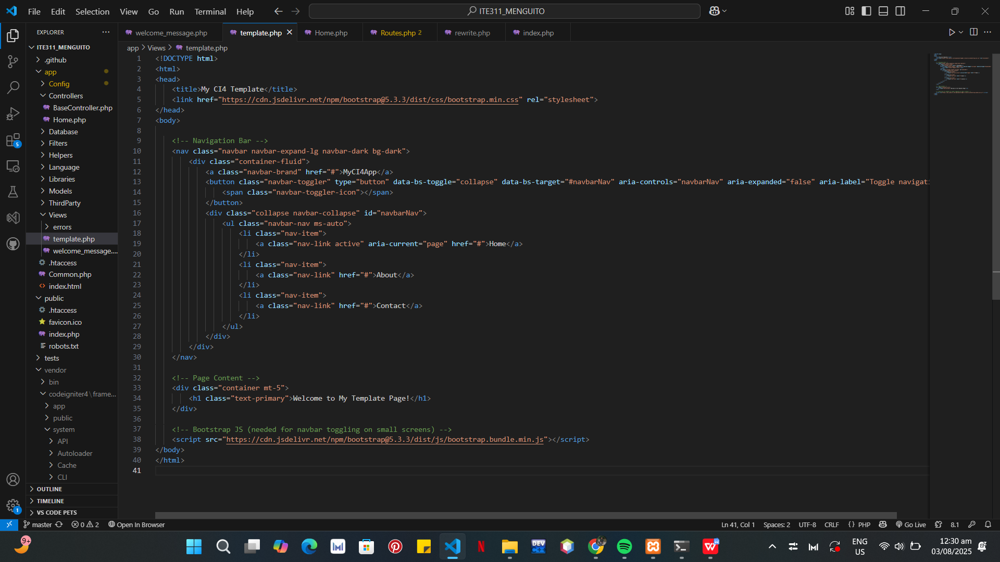 File Edit Selection View Go Run Terminal Help
ITE311_MENGUITO
EXPLORER
welcome_message.php
template.php
Home.php
Routes.php 2
rewrite.php
index.php
app > Views > template.php
ITE311_MENGUITO
.github
app
Config
Controllers
BaseController.php
Home.php
Database
Filters
Helpers
Language
Libraries
Models
ThirdParty
Views
errors
template.php
welcome_message....
.htaccess
Common.php
index.html
public
.htaccess
favicon.ico
index.php
robots.txt
tests
vendor
bin
codeigniter4\frame...
app
public
system
API
Autoloader
Cache
CLI
OUTLINE
TIMELINE
VS CODE PETS
5
1
1 <!DOCTYPE html>
2 <html>
3 <head>
4 <title>My CI4 Template</title>
5 <link href="https://cdn.jsdelivr.net/npm/bootstrap@5.3.3/dist/css/bootstrap.min.css" rel="stylesheet">
6 </head>
7 <body>
8
9 <!-- Navigation Bar -->
10 <nav class="navbar navbar-expand-lg navbar-dark bg-dark">
11 <div class="container-fluid">
12 <a class="navbar-brand" href="#">MyCI4App</a>
13 <button class="navbar-toggler" type="button" data-bs-toggle="collapse" data-bs-target="#navbarNav" aria-controls="navbarNav" aria-expanded="false" aria-label="Toggle navigati
14 <span class="navbar-toggler-icon"></span>
15 </button>
16 <div class="collapse navbar-collapse" id="navbarNav">
17 <ul class="navbar-nav ms-auto">
18 <li class="nav-item">
19 <a class="nav-link active" aria-current="page" href="#">Home</a>
20 </li>
21 <li class="nav-item">
22 <a class="nav-link" href="#">About</a>
23 </li>
24 <li class="nav-item">
25 <a class="nav-link" href="#">Contact</a>
26 </li>
27 </ul>
28 </div>
29 </div>
30 </nav>
31
32 <!-- Page Content -->
33 <div class="container mt-5">
34 <h1 class="text-primary">Welcome to My Template Page!</h1>
35 </div>
36
37 <!-- Bootstrap JS (needed for navbar toggling on small screens) -->
38 <script src="https://cdn.jsdelivr.net/npm/bootstrap@5.3.3/dist/js/bootstrap.bundle.min.js"></script>
39 </body>
40 </html>
41
master 0 2 Open In Browser
Ln 41, Col 1 Spaces: 2 UTF-8 CRLF {} PHP Go Live 8.1
9+
DEV
C++
N
W
ENG
US
12:30 am
03/08/2025